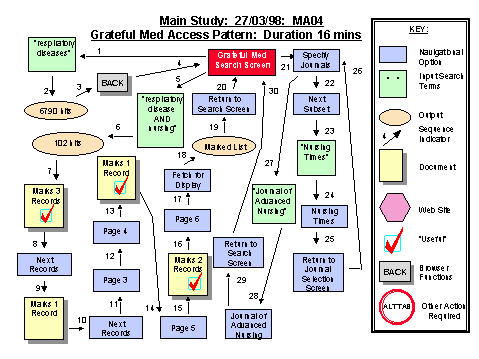 Main Study: 27/03/98: MA04
Grateful Med Access Pattern: Duration 16 mins
"respiratory
diseases"
1
2
3
BACK
4
6790 hits
Grateful Med
Search Screen
5
"respiratory
disease
AND
nursing"
6
102 hits
7
Marks 3
Records
8
Next
Records
9
Marks 1
Record
10
Next
Records
11
Page 3
12
Page 4
13
Marks 1
Record
14
Page 5
15
Marks 2
Records
16
Page 6
17
Fetch for
Display
18
Marked List
19
Return to
Search Screen
20
21
Specify
Journals
22
Next
Subset
23
"Nursing
Times"
24
Nursing
Times
25
Return to
Journal
Selection
Screen
26
27
"Journal of
Advanced
Nursing"
28
Journal of
Advanced
Nursing
29
Return to
Search
Screen
30
KEY:
Navigational
Option
Input Search
Terms
Output
4
Sequence
Indicator
Document
Web Site
"Useful"
BACK
Browser
Functions
ALTTAB
Other Action
Required